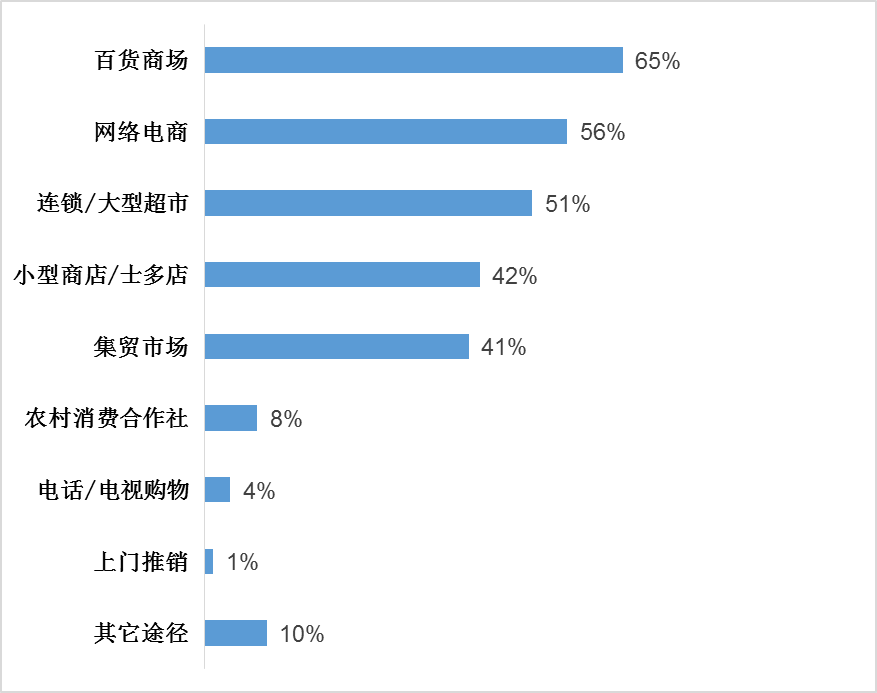 百货商场 65%
网络电商 56%
连锁/大型超市 51%
小型商店/士多店 42%
集贸市场 41%
农村消费合作社 8%
电话/电视购物 4%
上门推销 1%
其它途径 10%